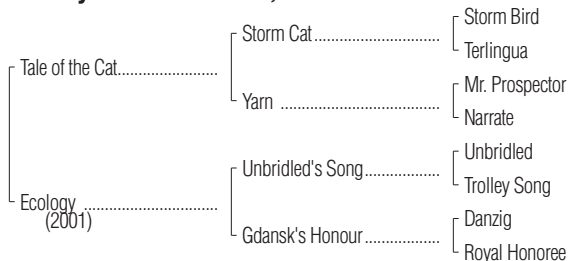 Storm Bird
Storm Cat
Terlingua
Tale of the Cat
Mr. Prospector
Yarn
Narrate
Unbridled
Unbridled's Song
Trolley Song
Ecology
(2001)
Danzig
Gdansk's Honour
Royal Honoree